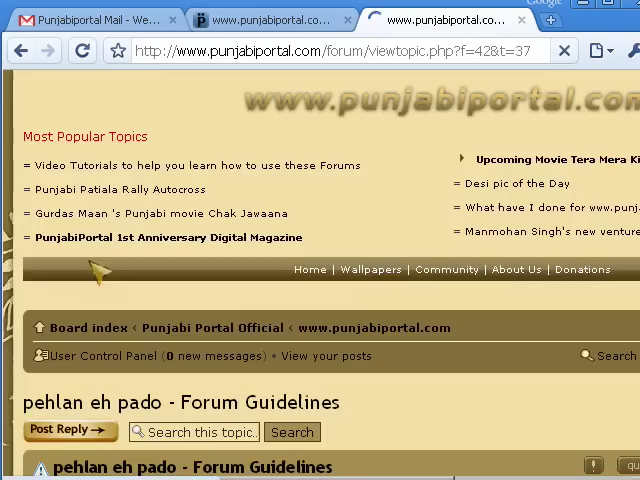 Google
Punjabiportal Mail - We...
www.punjabiportal.co...
www.punjabiportal.co...
http://www.punjabiportal.com/forum/viewtopic.php?f=42&t=37
www.punjabiportal.com
Most Popular Topics
= Video Tutorials to help you learn how to use these Forums
= Punjabi Patiala Rally Autocross
= Gurdas Maan 's Punjabi movie Chak Jawaana
= PunjabiPortal 1st Anniversary Digital Magazine
Upcoming Movie Tera Mera Ki
= Desi pic of the Day
= What have I done for www.punj
= Manmohan Singh's new venture
Home | Wallpapers | Community | About Us | Donations
Board index ‹ Punjabi Portal Official ‹ www.punjabiportal.com
User Control Panel (0 new messages) • View your posts
Search
pehlan eh pado - Forum Guidelines
Post Reply
Search this topic...
Search
pehlan eh pado - Forum Guidelines
qu